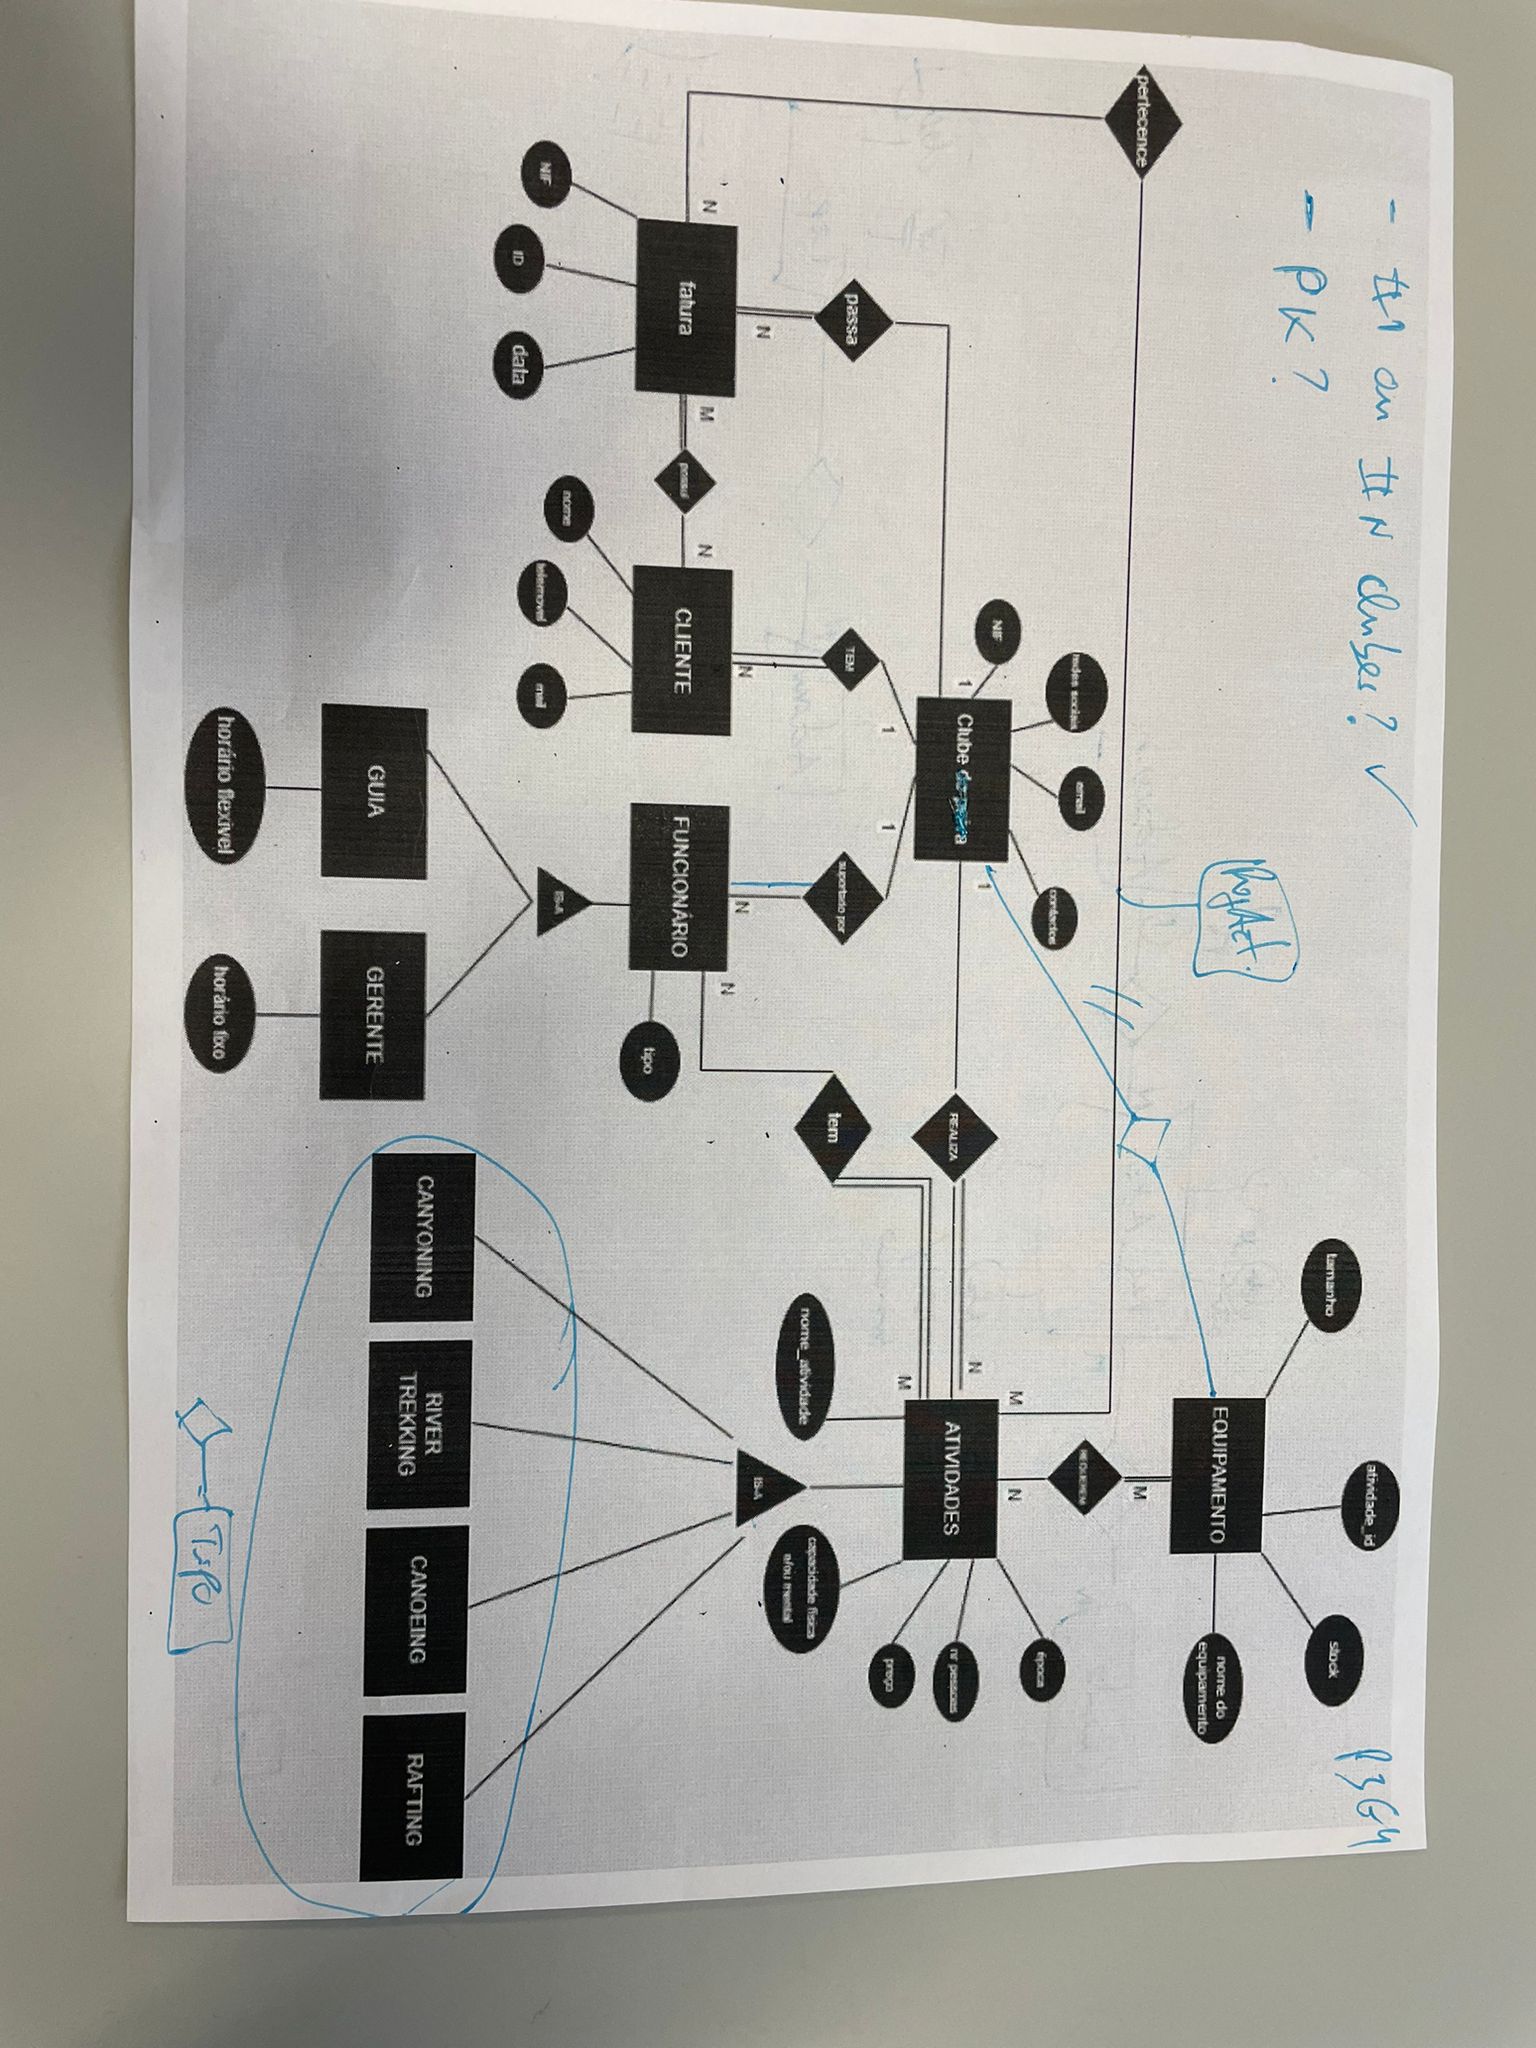 - #1 ou #N clubes? ✓
- PK?
P3G4
atividade_id
tamanho
stock
EQUIPAMENTO
nome do
equipamento
pertecence
M
REQUEREM
N
redes sociais
email
contactos
NIF
época
M
1
1
Clube
REALIZA
N
ATIVIDADES
nr pessoas
M
preço
1
1
passa
TEM
suportado por
tem
nome_atividade
capacidade física
e/ou mental
IS-A
N
N
N
N
N
M
N
fatura
possui
CLIENTE
FUNCIONÁRIO
tipo
nome
telemovel
mail
IS-A
NIF
ID
data
CANYONING
RIVER
TREKKING
CANOEING
RAFTING
GUIA
GERENTE
horário flexivel
horário fixo
TIPO